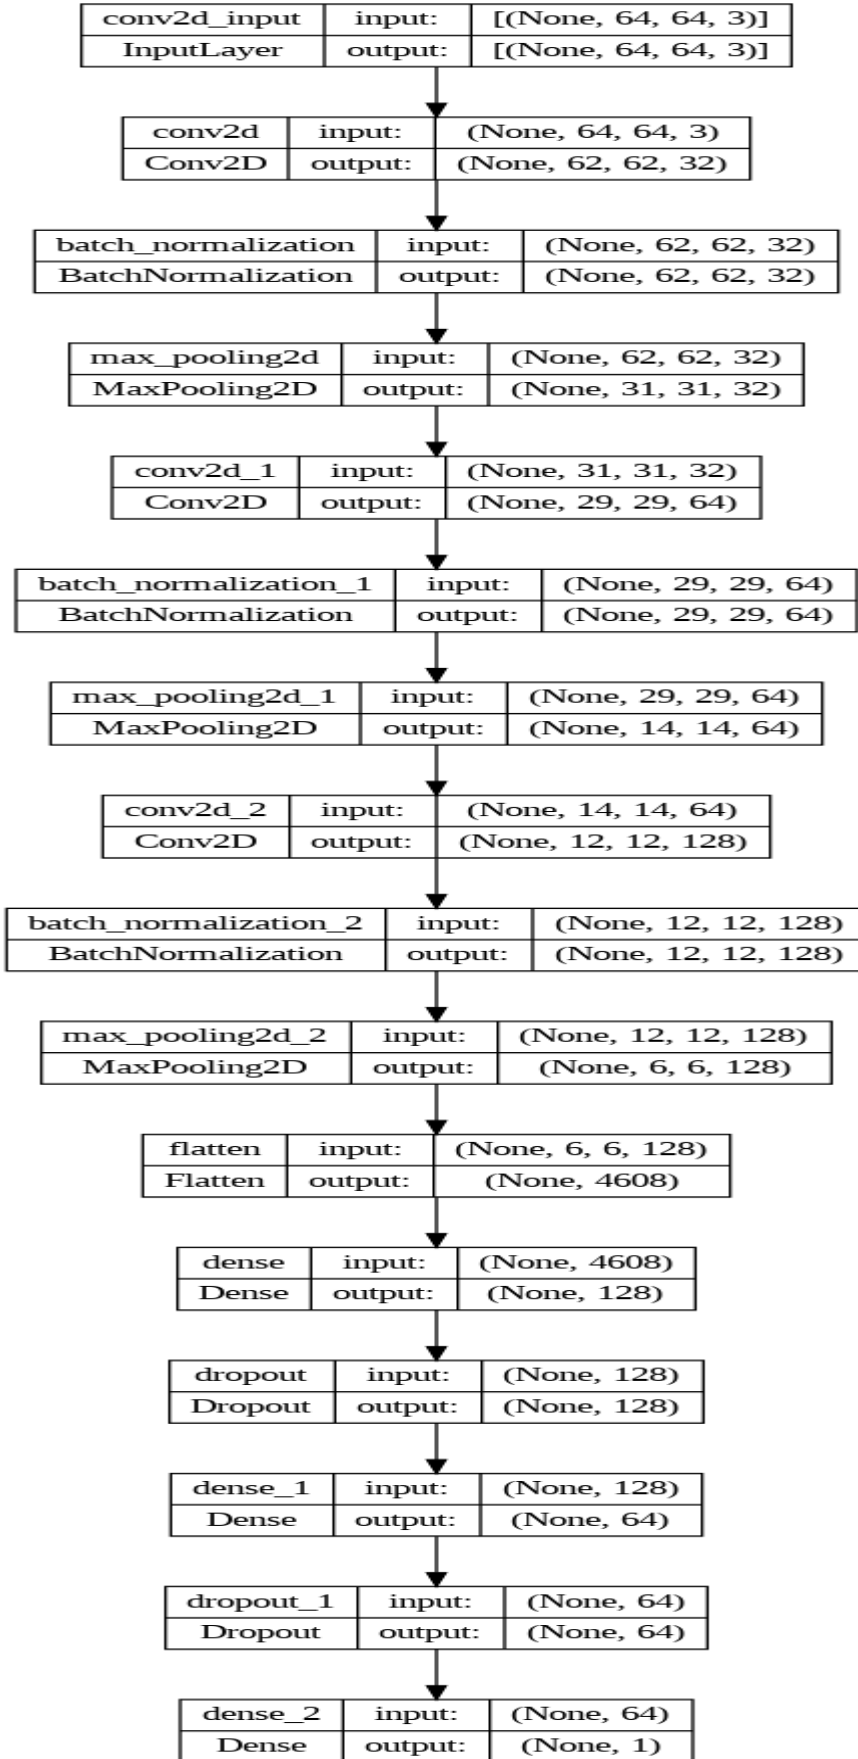 conv2d_input input: [(None, 64, 64, 3)]
InputLayer output: [(None, 64, 64, 3)]
conv2d input: (None, 64, 64, 3)
Conv2D output: (None, 62, 62, 32)
batch_normalization input: (None, 62, 62, 32)
BatchNormalization output: (None, 62, 62, 32)
max_pooling2d input: (None, 62, 62, 32)
MaxPooling2D output: (None, 31, 31, 32)
conv2d_1 input: (None, 31, 31, 32)
Conv2D output: (None, 29, 29, 64)
batch_normalization_1 input: (None, 29, 29, 64)
BatchNormalization output: (None, 29, 29, 64)
max_pooling2d_1 input: (None, 29, 29, 64)
MaxPooling2D output: (None, 14, 14, 64)
conv2d_2 input: (None, 14, 14, 64)
Conv2D output: (None, 12, 12, 128)
batch_normalization_2 input: (None, 12, 12, 128)
BatchNormalization output: (None, 12, 12, 128)
max_pooling2d_2 input: (None, 12, 12, 128)
MaxPooling2D output: (None, 6, 6, 128)
flatten input: (None, 6, 6, 128)
Flatten output: (None, 4608)
dense input: (None, 4608)
Dense output: (None, 128)
dropout input: (None, 128)
Dropout output: (None, 128)
dense_1 input: (None, 128)
Dense output: (None, 64)
dropout_1 input: (None, 64)
Dropout output: (None, 64)
dense_2 input: (None, 64)
Dense output: (None, 1)